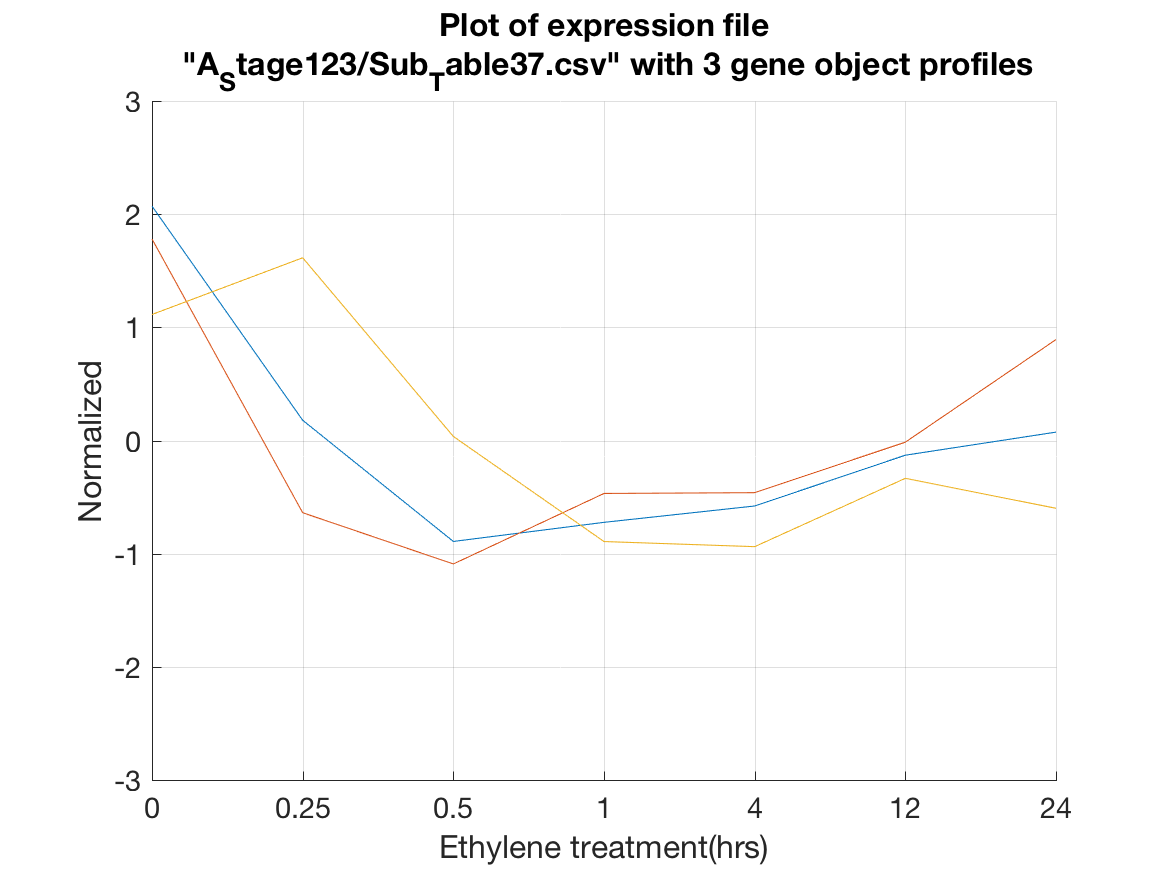 Plot of expression file
"AStage123/SubTable37.csv" with 3 gene object profiles
3
2
1
0
-1
-2
-3
Normalized
0 0.25 0.5 1 4 12 24
Ethylene treatment(hrs)